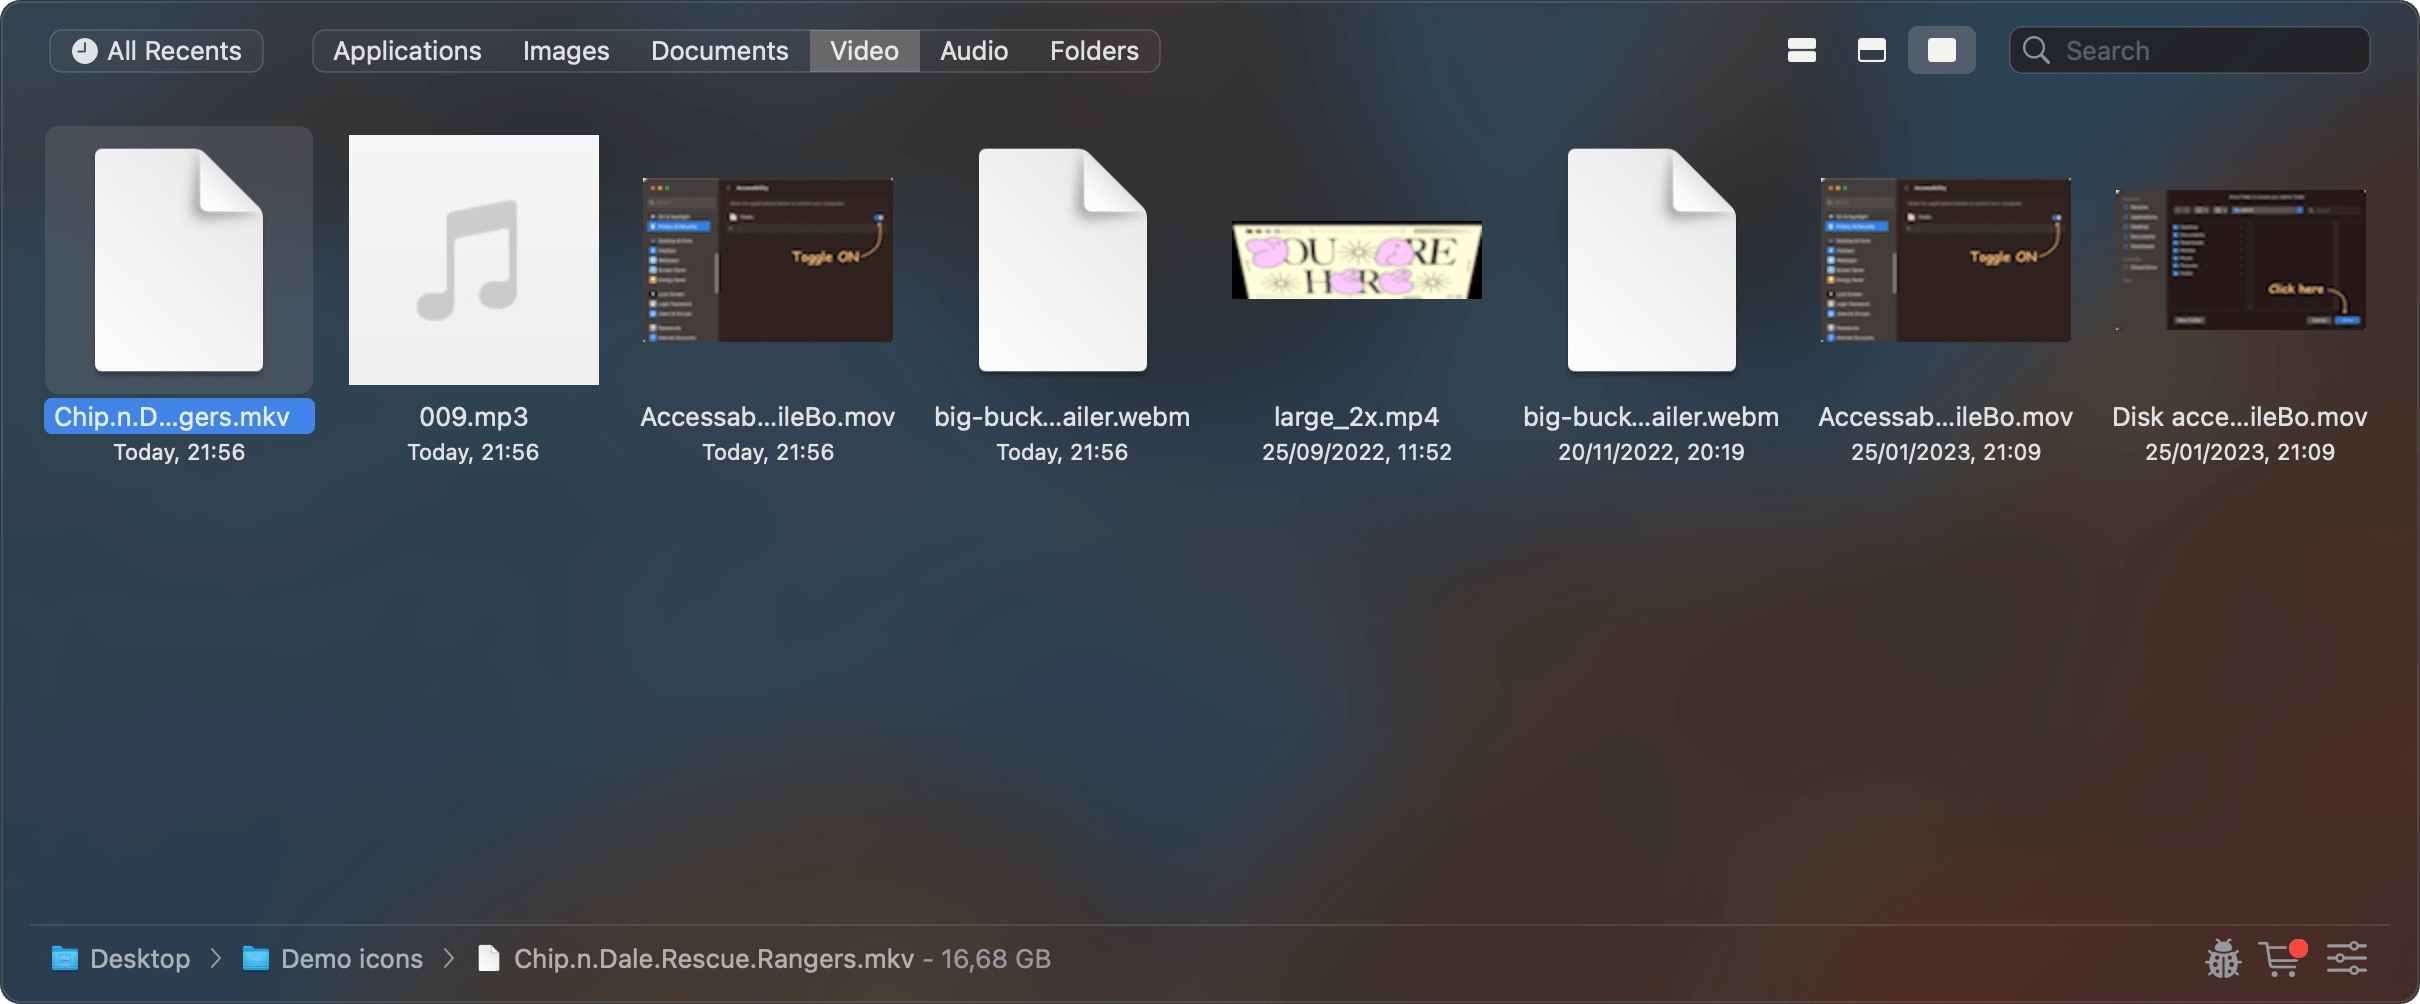 All Recents
Applications Images Documents Video Audio Folders
Search
Toggle ON
YOU ARE
HERE
Toggle ON
Click here
Chip.n.D...gers.mkv
Today, 21:56
009.mp3
Today, 21:56
Accessab...ileBo.mov
Today, 21:56
big-buck...ailer.webm
Today, 21:56
large_2x.mp4
25/09/2022, 11:52
big-buck...ailer.webm
20/11/2022, 20:19
Accessab...ileBo.mov
25/01/2023, 21:09
Disk acce...ileBo.mov
25/01/2023, 21:09
Desktop
Demo icons
Chip.n.Dale.Rescue.Rangers.mkv - 16,68 GB